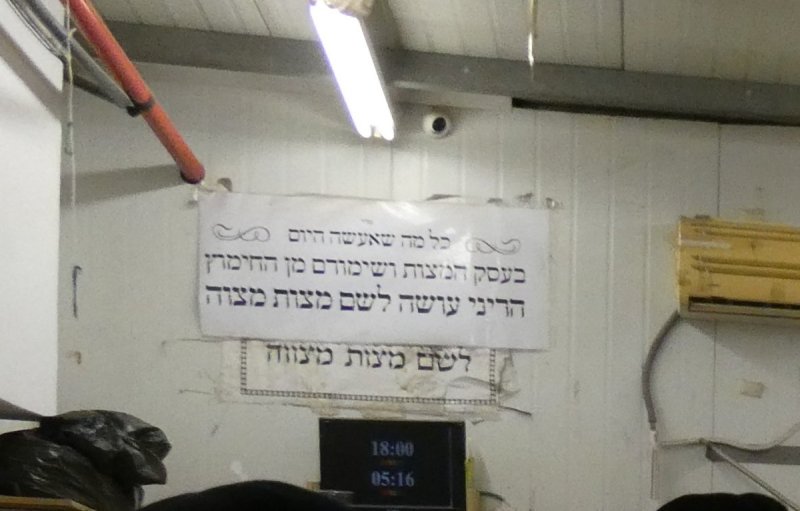 כל מה שאעשה היום
בעסק המצות ושימורם מן החימוץ
הריני עושה לשם מצות מצוה
לשם מצות מצווה
18:00
05:16